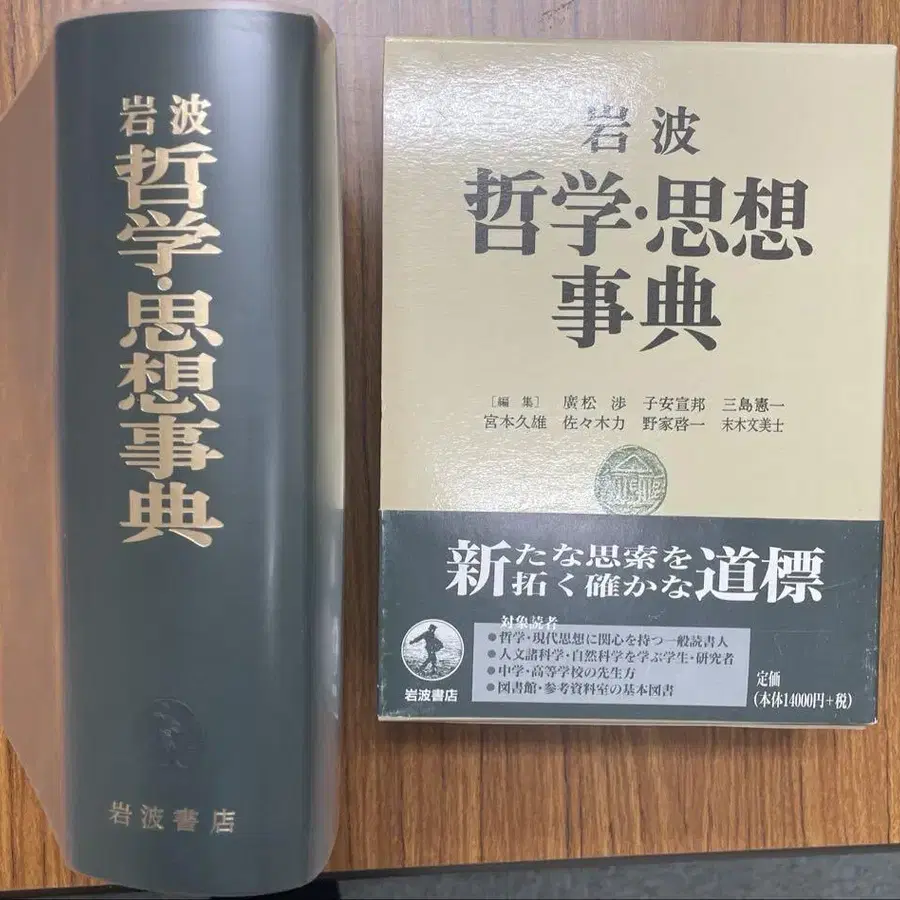 岩波
哲学・思想事典
岩波書店
岩波
哲学・思想
事典
［編 集］ 廣松 渉 子安宣邦 三島憲一
宮本久雄 佐々木力 野家啓一 末木文美士
新たな思索を
拓く確かな道標
対象読者
●哲学・現代思想に関心を持つ一般読書人
●人文諸科学・自然科学を学ぶ学生・研究者
●中学・高等学校の先生方
●図書館・参考資料室の基本図書
岩波書店
定価
(本体14000円+税)